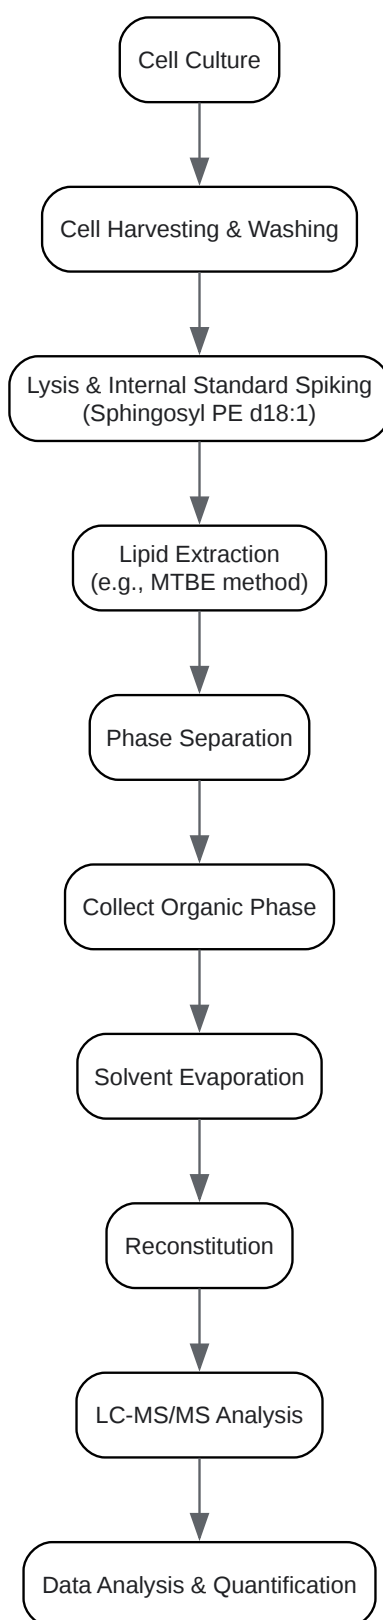 Cell Culture
Cell Harvesting & Washing
Lysis & Internal Standard Spiking
(Sphingosyl PE d18:1)
Lipid Extraction
(e.g., MTBE method)
Phase Separation
Collect Organic Phase
Solvent Evaporation
Reconstitution
LC-MS/MS Analysis
Data Analysis & Quantification